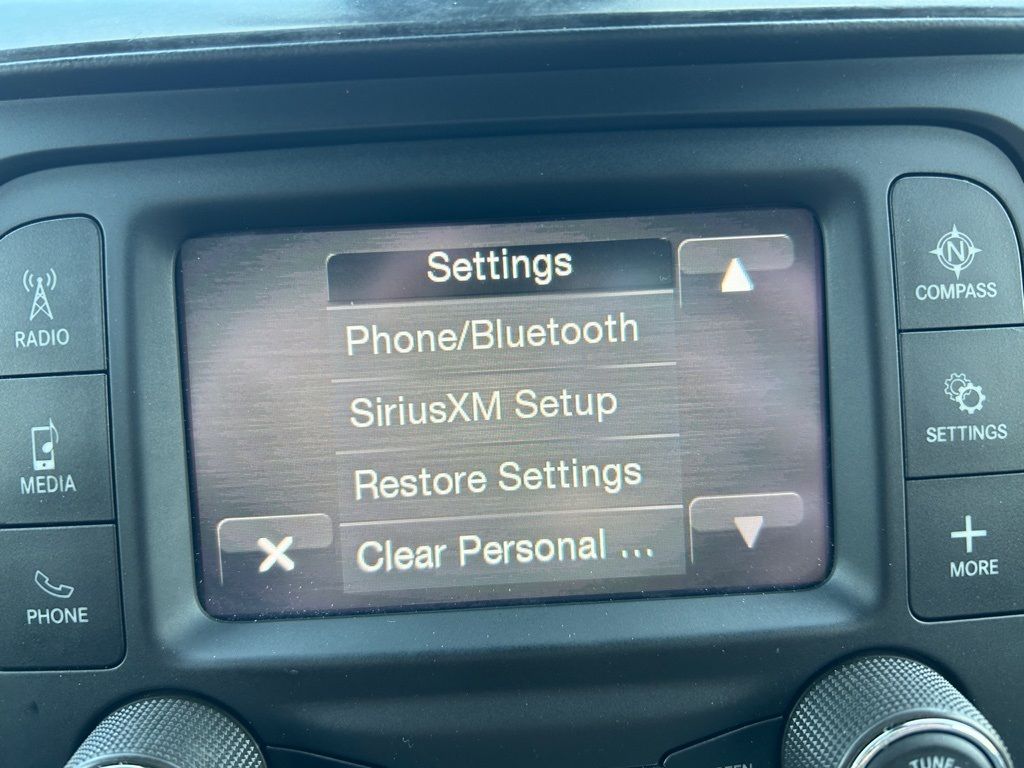 Settings
Phone/Bluetooth
SiriusXM Setup
Restore Settings
Clear Personal ...
RADIO
MEDIA
PHONE
N
COMPASS
SETTINGS
MORE